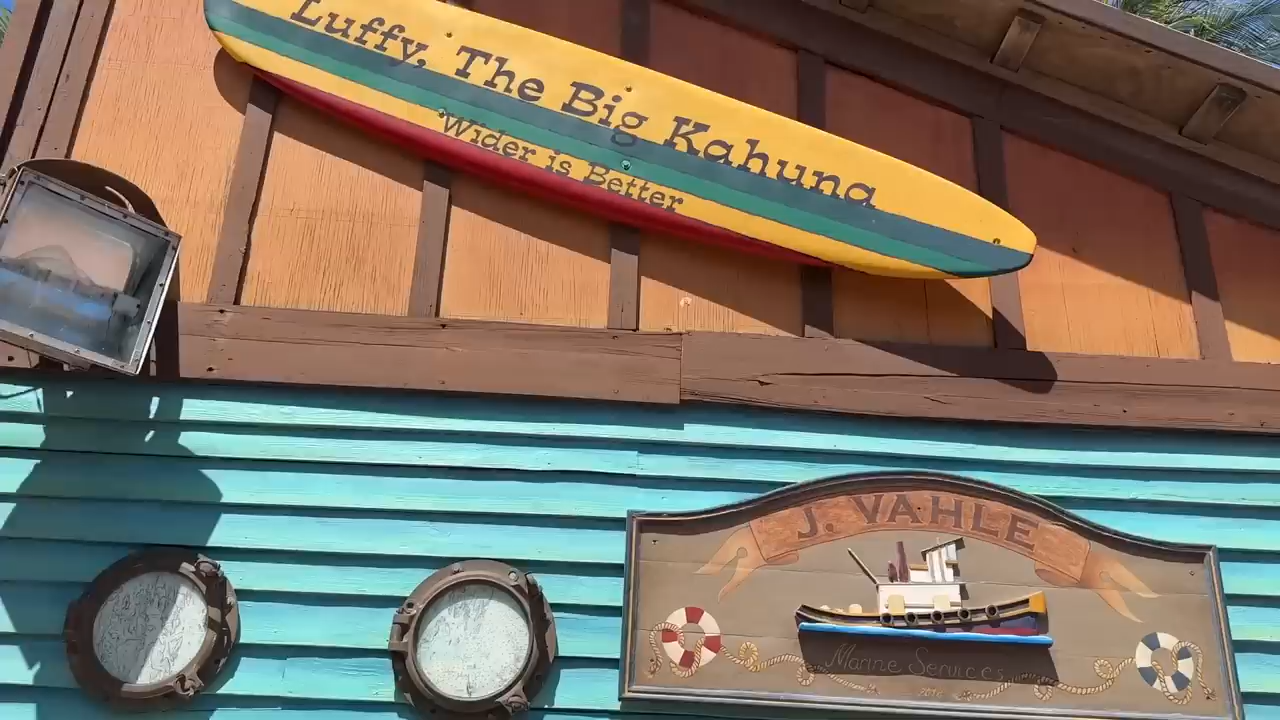 Luffy. The Big Kahuna
Wider is Better
J. VAHLE
Marine Services